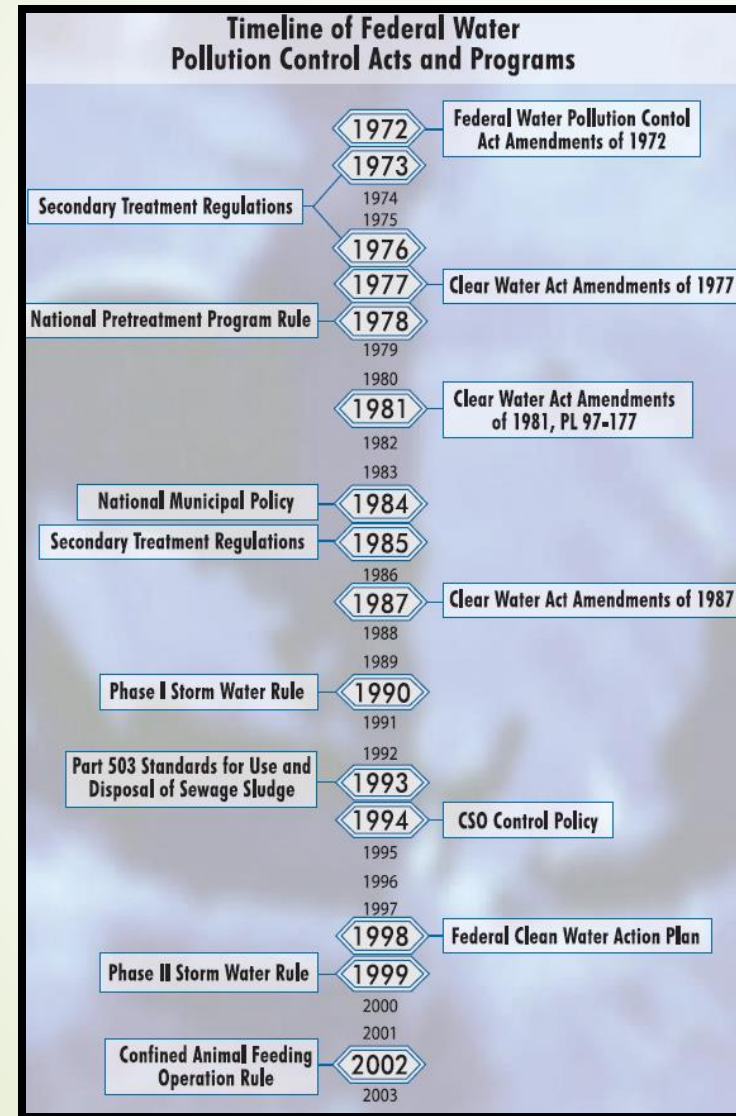 Timeline of Federal Water
Pollution Control Acts and Programs
1972
Federal Water Pollution Contol
Act Amendments of 1972
1973
Secondary Treatment Regulations
1974
1975
1976
1977
Clear Water Act Amendments of 1977
National Pretreatment Program Rule
1978
1979
1980
1981
Clear Water Act Amendments
of 1981, PL 97-177
1982
1983
National Municipal Policy
1984
Secondary Treatment Regulations
1985
1986
1987
Clear Water Act Amendments of 1987
1988
1989
Phase I Storm Water Rule
1990
1991
1992
Part 503 Standards for Use and
Disposal of Sewage Sludge
1993
1994
CSO Control Policy
1995
1996
1997
1998
Federal Clean Water Action Plan
Phase II Storm Water Rule
1999
2000
2001
Confined Animal Feeding
Operation Rule
2002
2003